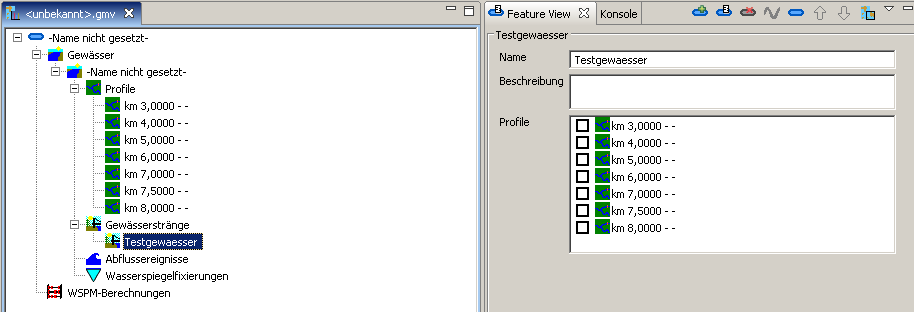 <unbekannt>.gmv
-Name nicht gesetzt-
Gewässer
-Name nicht gesetzt-
Profile
km 3,0000 - -
km 4,0000 - -
km 5,0000 - -
km 6,0000 - -
km 7,0000 - -
km 7,5000 - -
km 8,0000 - -
Gewässerstränge
Testgewaesser
Abflussereignisse
Wasserspiegelfixierungen
WSPM-Berechnungen
Feature View Konsole
Testgewaesser
Name Testgewaesser
Beschreibung
Profile
km 3,0000 - -
km 4,0000 - -
km 5,0000 - -
km 6,0000 - -
km 7,0000 - -
km 7,5000 - -
km 8,0000 - -